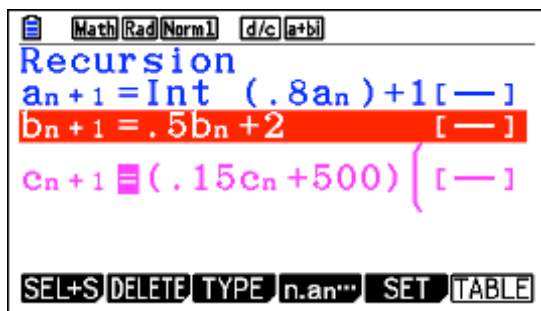 Math Rad Norm1 d/c a+bi
Recursion
aₙ₊₁=Int (.8aₙ)+1[—]
bₙ₊₁=.5bₙ+2 [—]
cₙ₊₁=(.15cₙ+500)( [—]
SEL+S DELETE TYPE n.an… SET TABLE